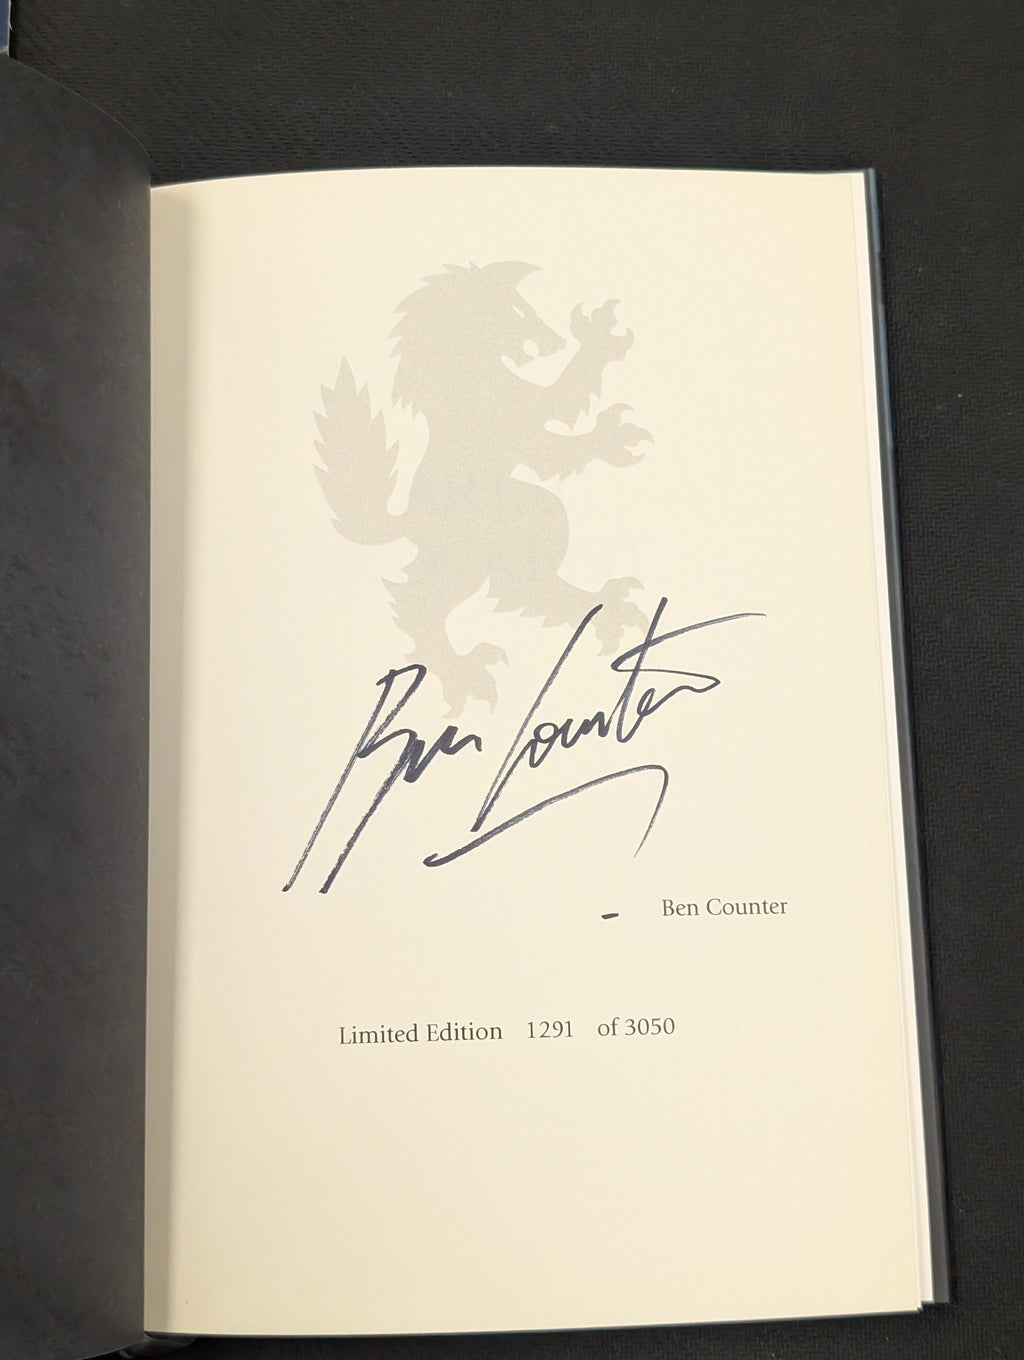 Ben Counter
Ben Counter
Limited Edition 1291 of 3050